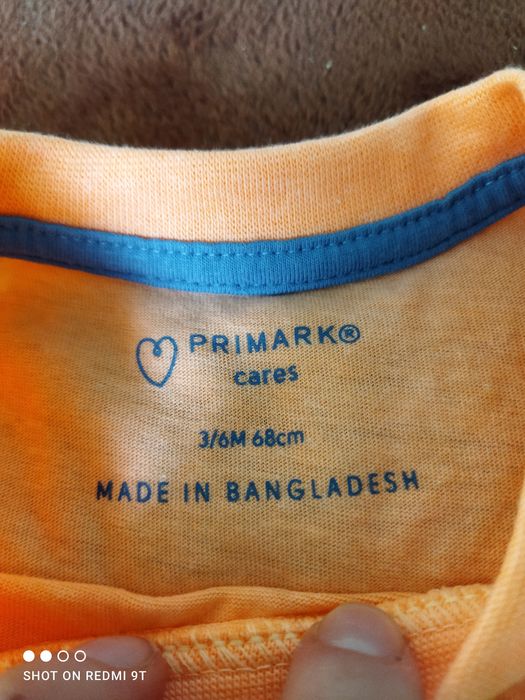 PRIMARK®
cares
3/6M 68cm
MADE IN BANGLADESH
SHOT ON REDMI 9T